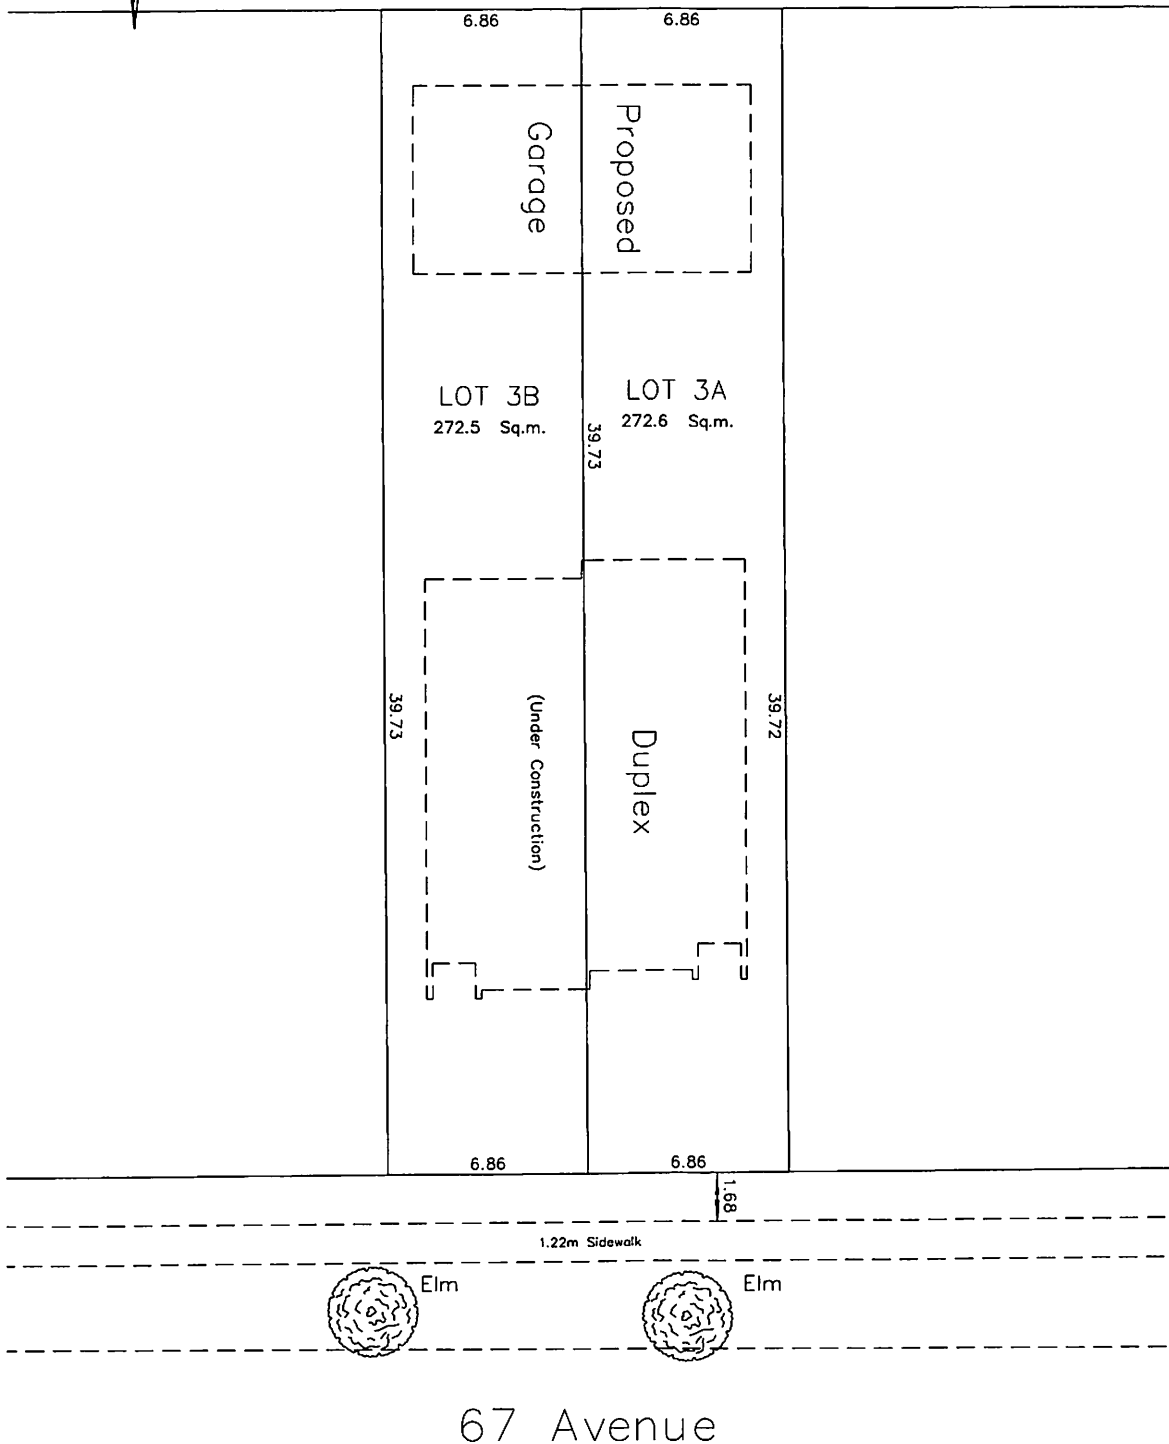 6.86
6.86
Proposed
Garage
LOT 3B
272.5 Sq.m.
LOT 3A
272.6 Sq.m.
39.73
39.73
39.72
Duplex
(Under Construction)
6.86
6.86
1.68
1.22m Sidewalk
Elm
Elm
67 Avenue